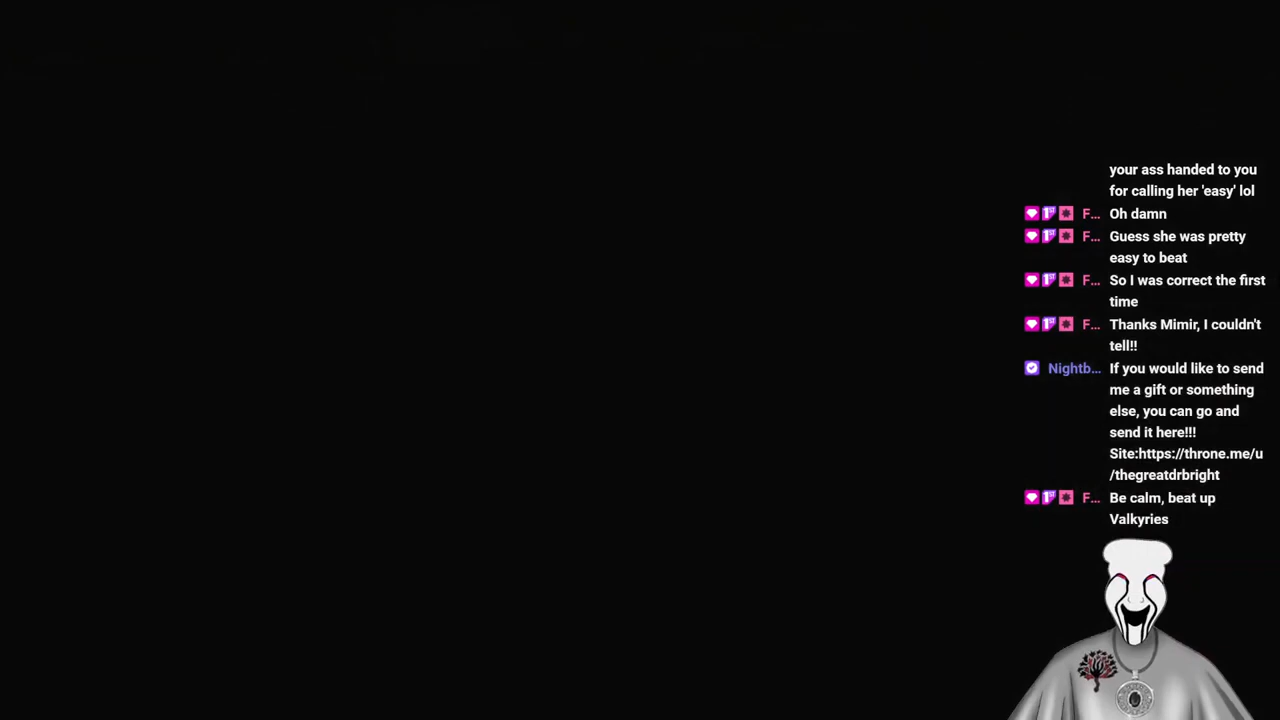 your ass handed to you
for calling her 'easy' lol
F... Oh damn
F... Guess she was pretty
easy to beat
F... So I was correct the first
time
F... Thanks Mimir, I couldn't
tell!!
Nightb... If you would like to send
me a gift or something
else, you can go and
send it here!!!
Site:https://throne.me/u
/thegreatdrbright
F... Be calm, beat up
Valkyries